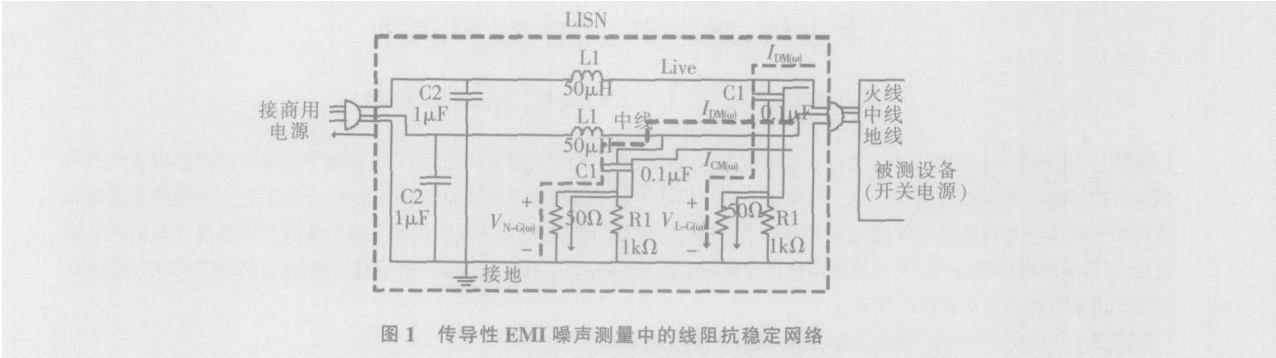 LISN
I_DM(ω)
L1
50μH
Live
C2
1μF
C1
0.1μF
接商用
电源
L1
50μH
中线
I_DM(ω)
火线
中线
地线
C1
0.1μF
I_CM(ω)
被测设备
(开关电源)
C2
1μF
+
V_N-G(ω)
−
50Ω
R1
1kΩ
+
V_L-G(ω)
−
50Ω
R1
1kΩ
接地
图 1 传导性 EMI 噪声测量中的线阻抗稳定网络